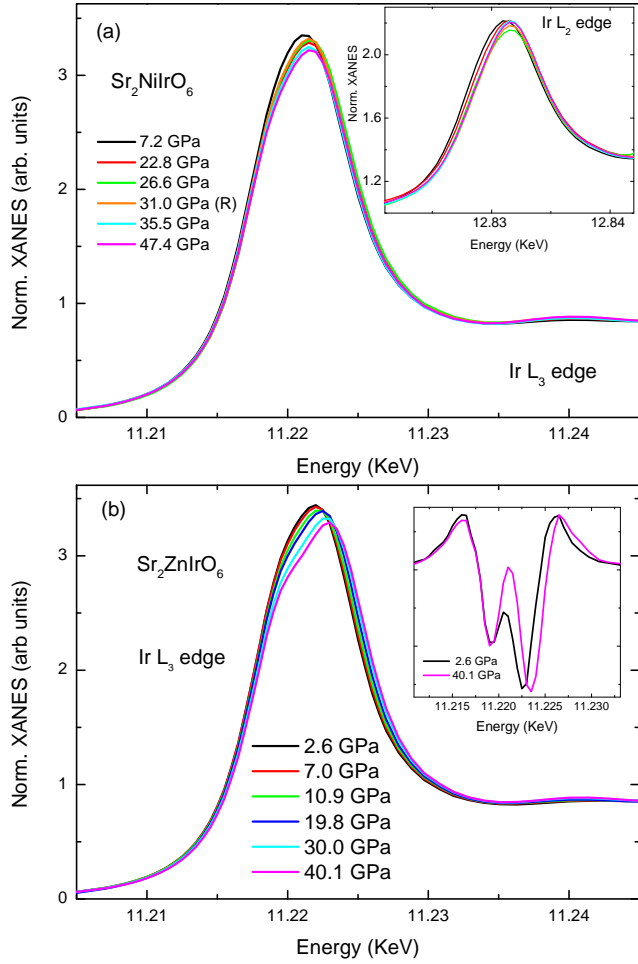 (a)
Sr₂NiIrO₆
7.2 GPa
22.8 GPa
26.6 GPa
31.0 GPa (R)
35.5 GPa
47.4 GPa
Norm. XANES (arb. units)
0
1
2
3
11.21 11.22 11.23 11.24
Energy (KeV)
Ir L₃ edge
Ir L₂ edge
Norm. XANES
2.2
1.8
1.6
1.2
12.83 12.84
Energy (KeV)
(b)
Sr₂ZnIrO₆
Ir L₃ edge
2.6 GPa
7.0 GPa
10.9 GPa
19.8 GPa
30.0 GPa
40.1 GPa
Norm. XANES (arb units)
0
1
2
3
11.21 11.22 11.23 11.24
Energy (KeV)
2.6 GPa
40.1 GPa
11.215 11.220 11.225 11.230
Energy (KeV)